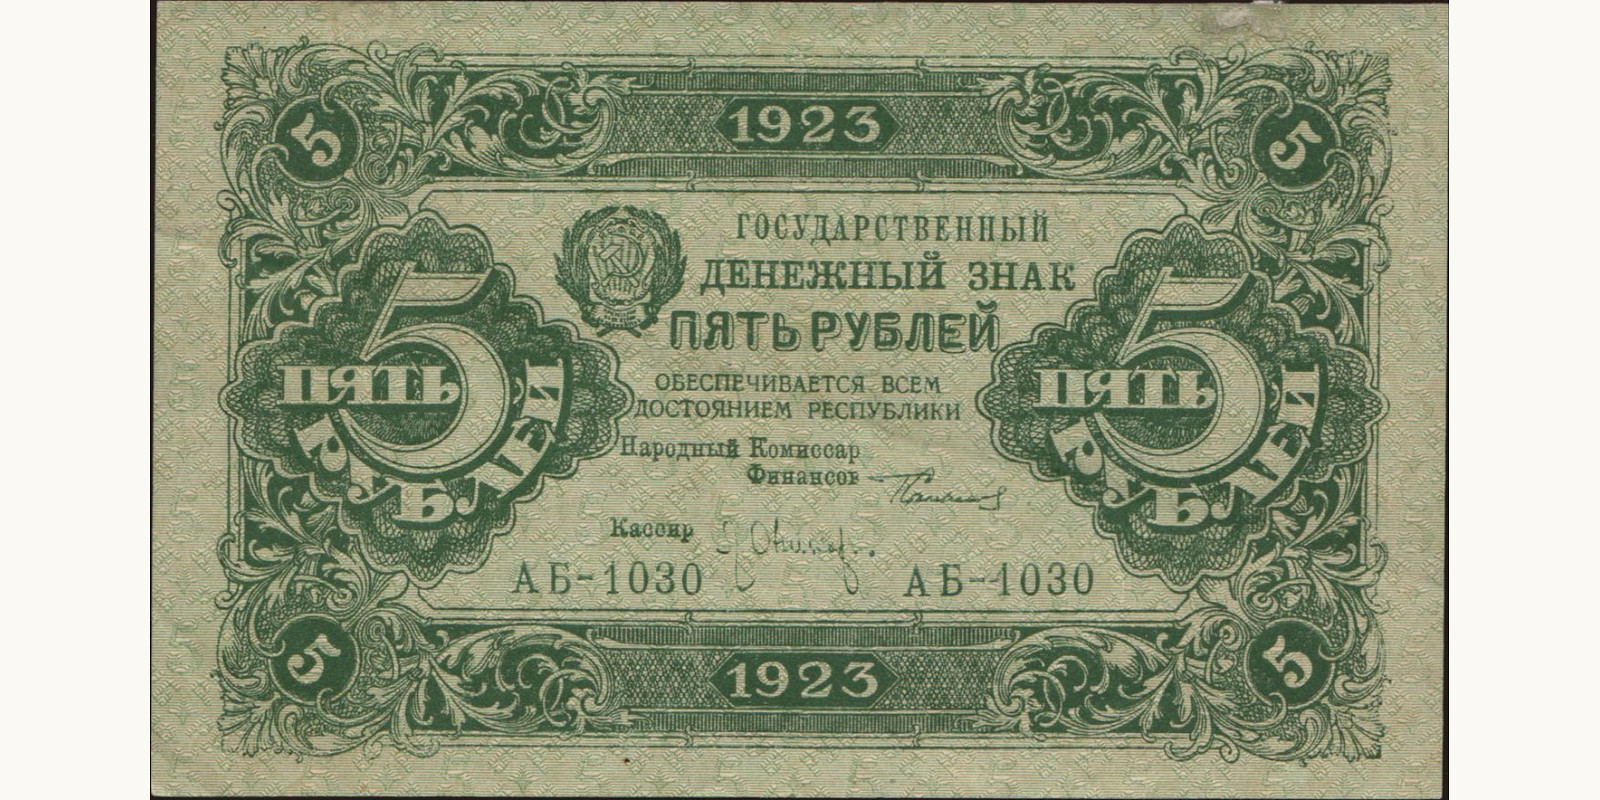 1923
5
5
ГОСУДАРСТВЕННЫЙ
ДЕНЕЖНЫЙ ЗНАК
ПЯТЬ РУБЛЕЙ
5
ПЯТЬ
РУБЛЕЙ
5
ПЯТЬ
РУБЛЕЙ
ОБЕСПЕЧИВАЕТСЯ ВСЕМ
ДОСТОЯНИЕМ РЕСПУБЛИКИ
Народный Комиссар
Финансов
Кассир
АБ-1030
АБ-1030
5
1923
5